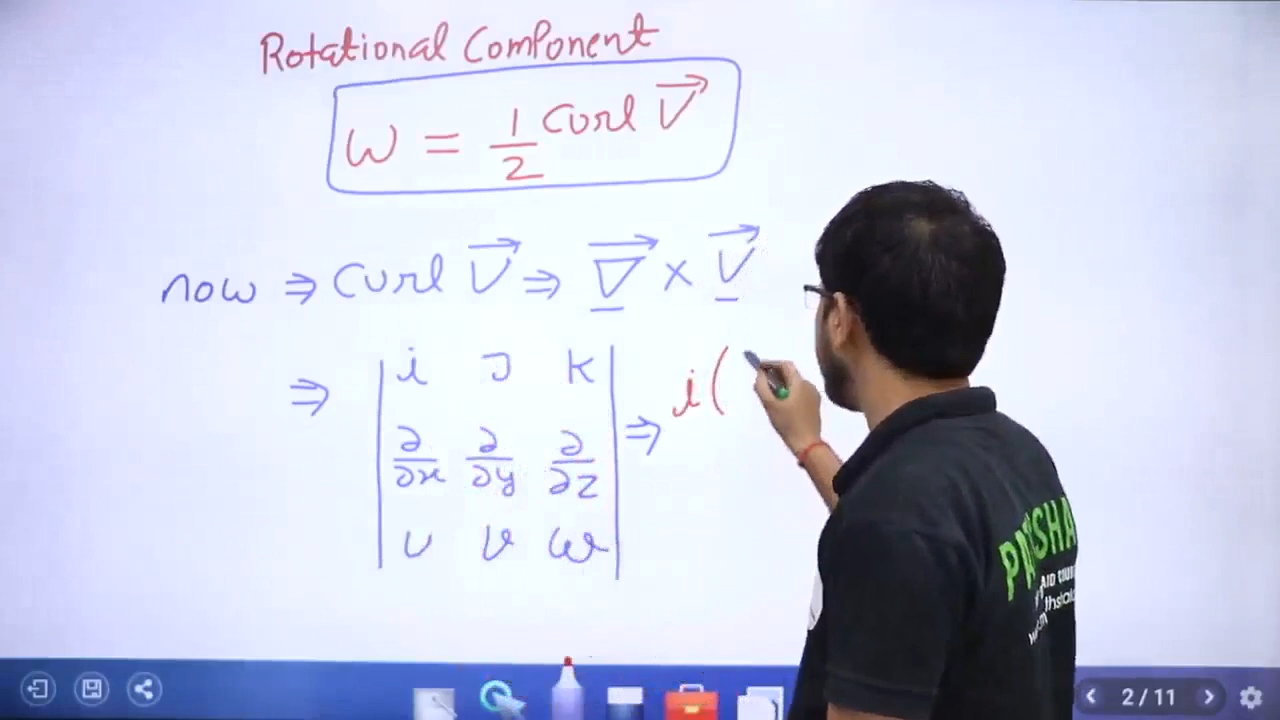 Rotational Component
ω = 1/2 Curl V⃗
now ⇒ Curl V⃗ ⇒ ∇⃗ × V⃗
⇒ | i J K | ⇒ i (
| ∂/∂x ∂/∂y ∂/∂z |
| u v w |
2 / 11